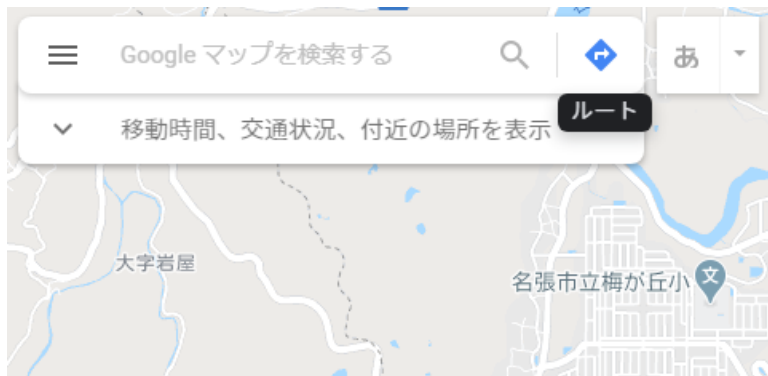 Google マップを検索する
あ
ルート
移動時間、交通状況、付近の場所を表示
大字岩屋
名張市立梅が丘小
文